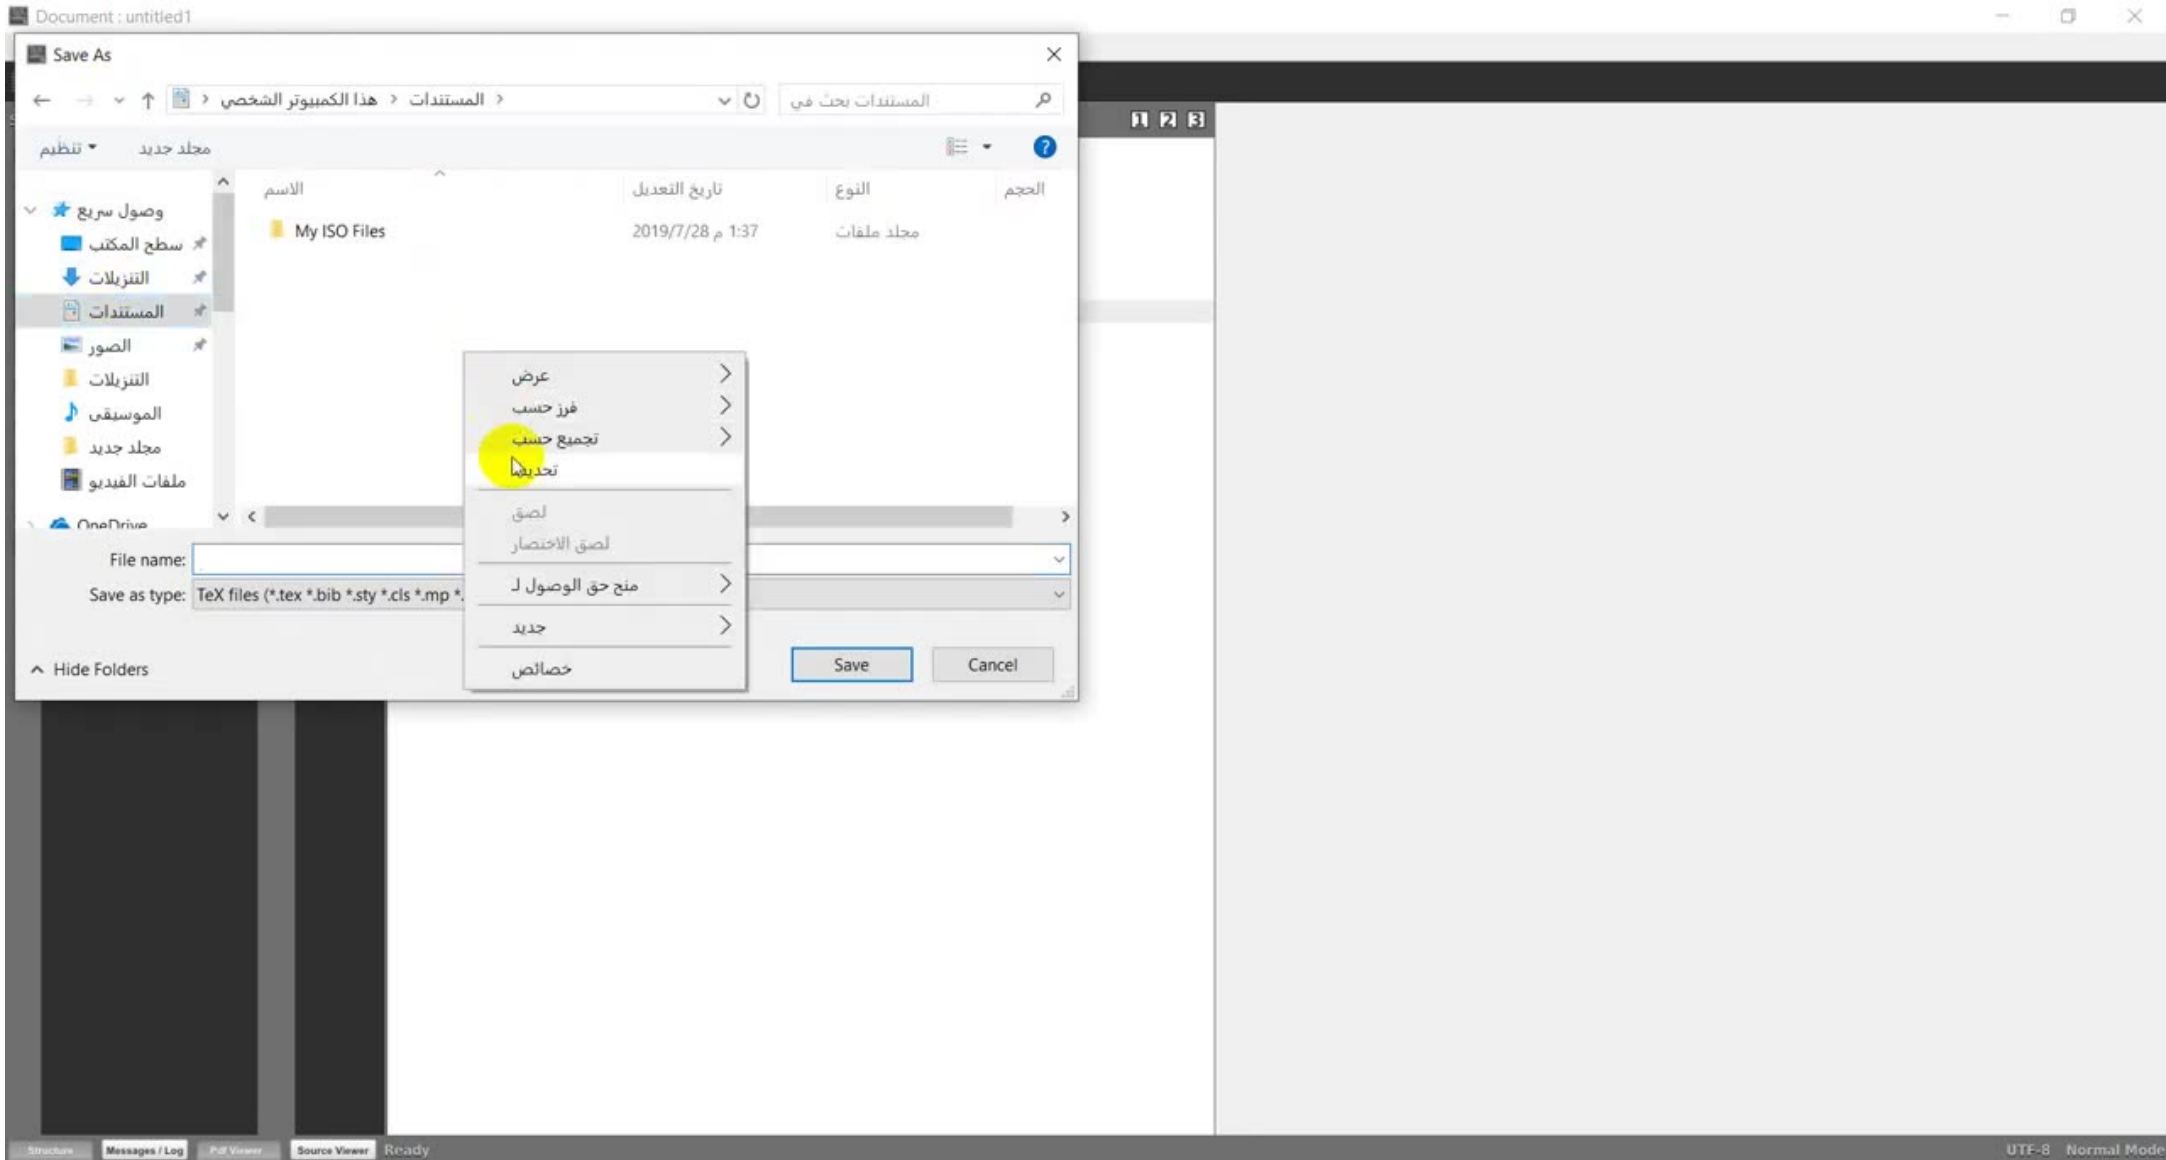 Document : untitled1
Save As
هذا الكمبيوتر الشخصي
المستندات
المستندات بحث في
1 2 3
تنظيم
مجلد جديد
?
الاسم
تاريخ التعديل
النوع
الحجم
My ISO Files
2019/7/28 م 1:37
مجلد ملفات
وصول سريع
سطح المكتب
التنزيلات
المستندات
الصور
التنزيلات
الموسيقى
مجلد جديد
ملفات الفيديو
OneDrive
عرض
فرز حسب
تجميع حسب
لصق
لصق الاختصار
منح حق الوصول لـ
جديد
خصائص
File name:
Save as type: TeX files (*.tex *.bib *.sty *.cls *.mp *.
Hide Folders
Save
Cancel
Structure
Messages / Log
Pdf Viewer
Source Viewer
Ready
UTF-8
Normal Mode